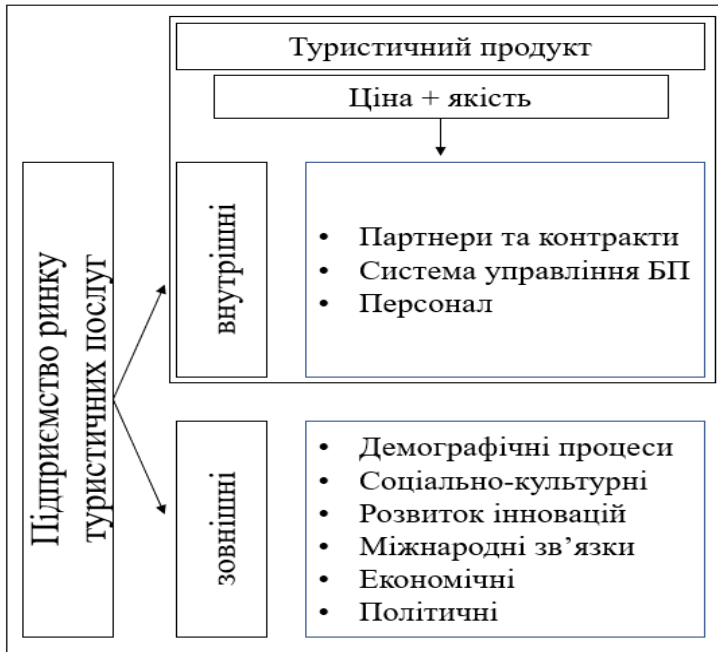 Туристичний продукт
Ціна + якість
Підприємство ринку
туристичних послуг
внутрішні
• Партнери та контракти
• Система управління БП
• Персонал
зовнішні
• Демографічні процеси
• Соціально-культурні
• Розвиток інновацій
• Міжнародні зв’язки
• Економічні
• Політичні